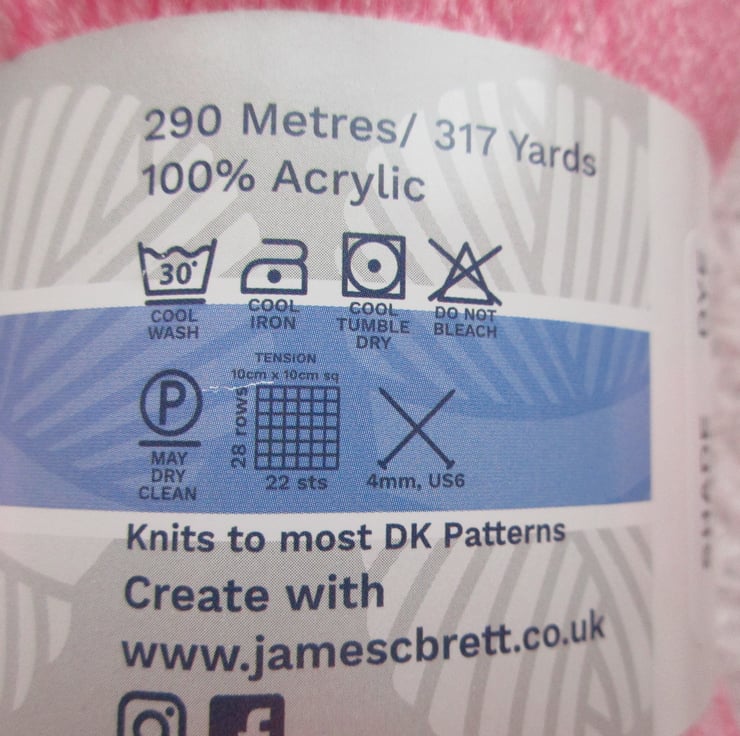 290 Metres/ 317 Yards
100% Acrylic
30°
COOL
WASH
COOL
IRON
COOL
TUMBLE
DRY
DO NOT
BLEACH
P
MAY
DRY
CLEAN
TENSION
10cm x 10cm sq
28 rows
22 sts
4mm, US6
Knits to most DK Patterns
Create with
www.jamescbrett.co.uk
SHADE
DYE